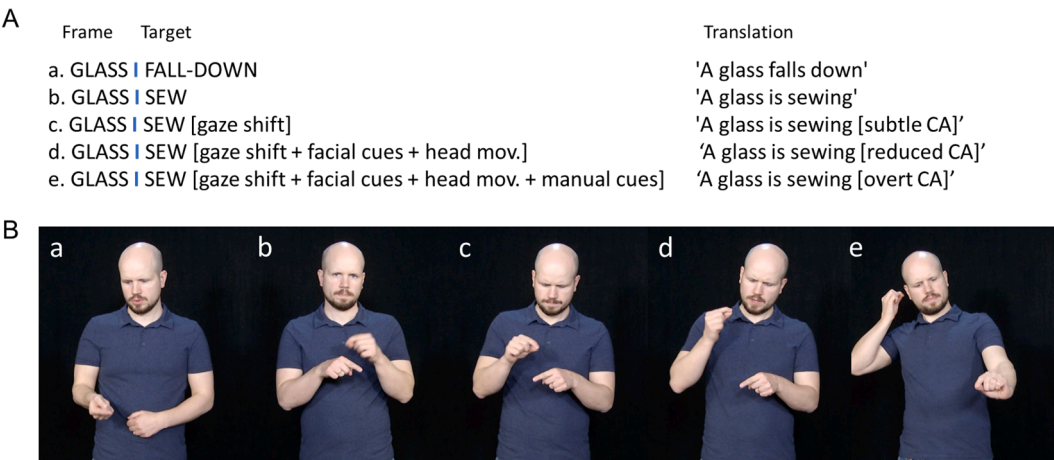 A
Frame Target Translation
a. GLASS I FALL-DOWN 'A glass falls down'
b. GLASS I SEW 'A glass is sewing'
c. GLASS I SEW [gaze shift] 'A glass is sewing [subtle CA]’
d. GLASS I SEW [gaze shift + facial cues + head mov.] ‘A glass is sewing [reduced CA]’
e. GLASS I SEW [gaze shift + facial cues + head mov. + manual cues] ‘A glass is sewing [overt CA]’
B
a b c d e